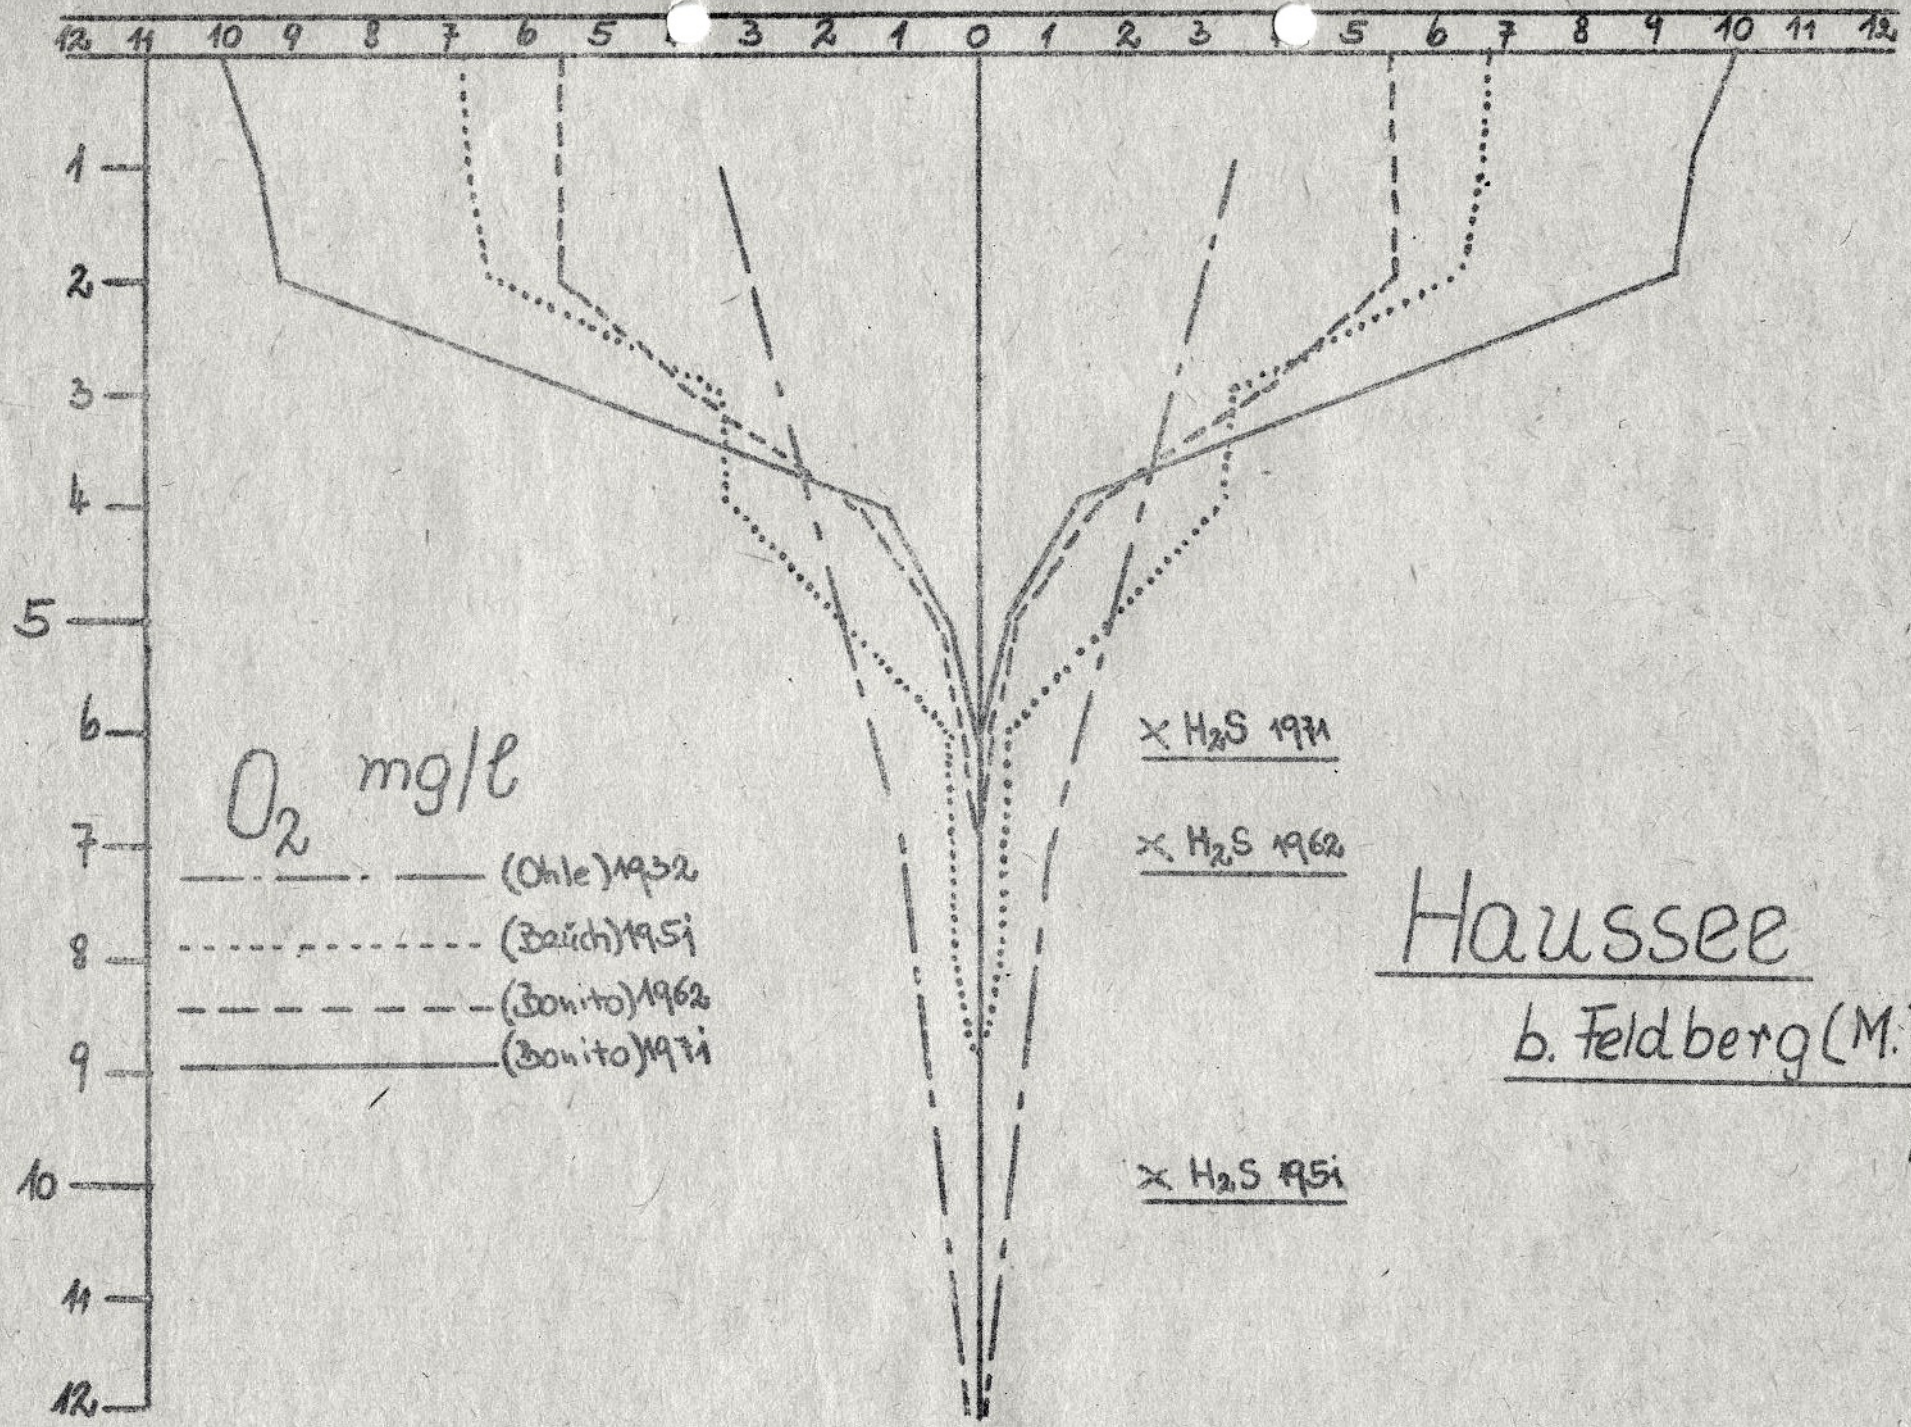 12 11 10 9 8 7 6 5 3 2 1 0 1 2 3 5 6 7 8 9 10 11 12
1
2
3
4
5
6
7
8
9
10
11
12
O₂ mg/l
(Ohle)1932
(Baüch)1951
(Bonito)1962
(Bonito)1971
x H₂S 1971
x H₂S 1962
x H₂S 1951
Haussee
b. Feldberg (M.